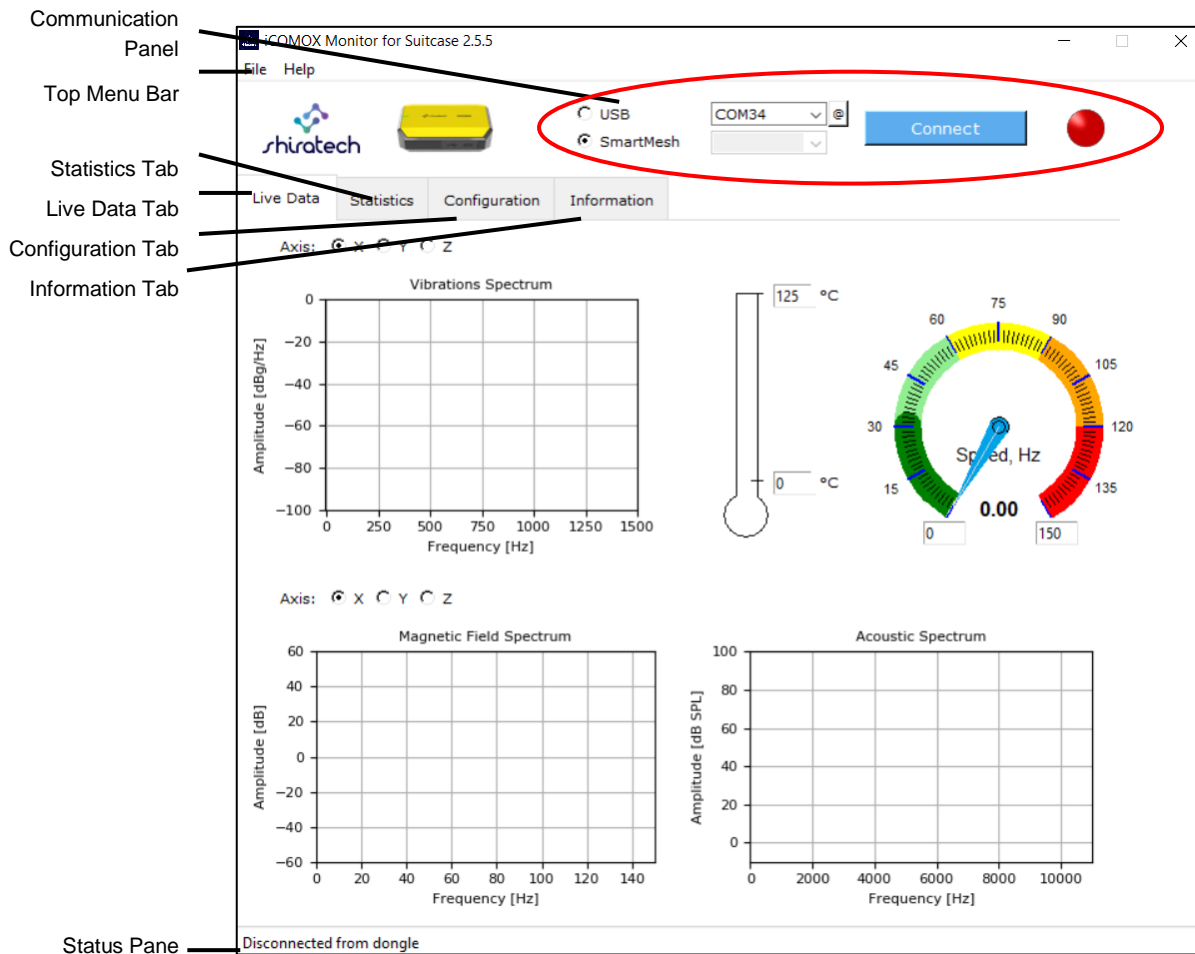 Communication
Panel
Top Menu Bar
Statistics Tab
Live Data Tab
Configuration Tab
Information Tab
Status Pane
iCOMOX Monitor for Suitcase 2.5.5
File Help
shiratech
USB
SmartMesh
COM34
@
Connect
Live Data Statistics Configuration Information
Axis: X Y Z
Vibrations Spectrum
Amplitude [dBg/Hz]
0
−20
−40
−60
−80
−100
0 250 500 750 1000 1250 1500
Frequency [Hz]
125 °C
0 °C
15
30
45
60
75
90
105
120
135
Speed, Hz
0.00
0
150
Axis: X Y Z
Magnetic Field Spectrum
Amplitude [dB]
60
40
20
0
−20
−40
−60
0 20 40 60 80 100 120 140
Frequency [Hz]
Acoustic Spectrum
Amplitude [dB SPL]
100
80
60
40
20
0
0 2000 4000 6000 8000 10000
Frequency [Hz]
Disconnected from dongle